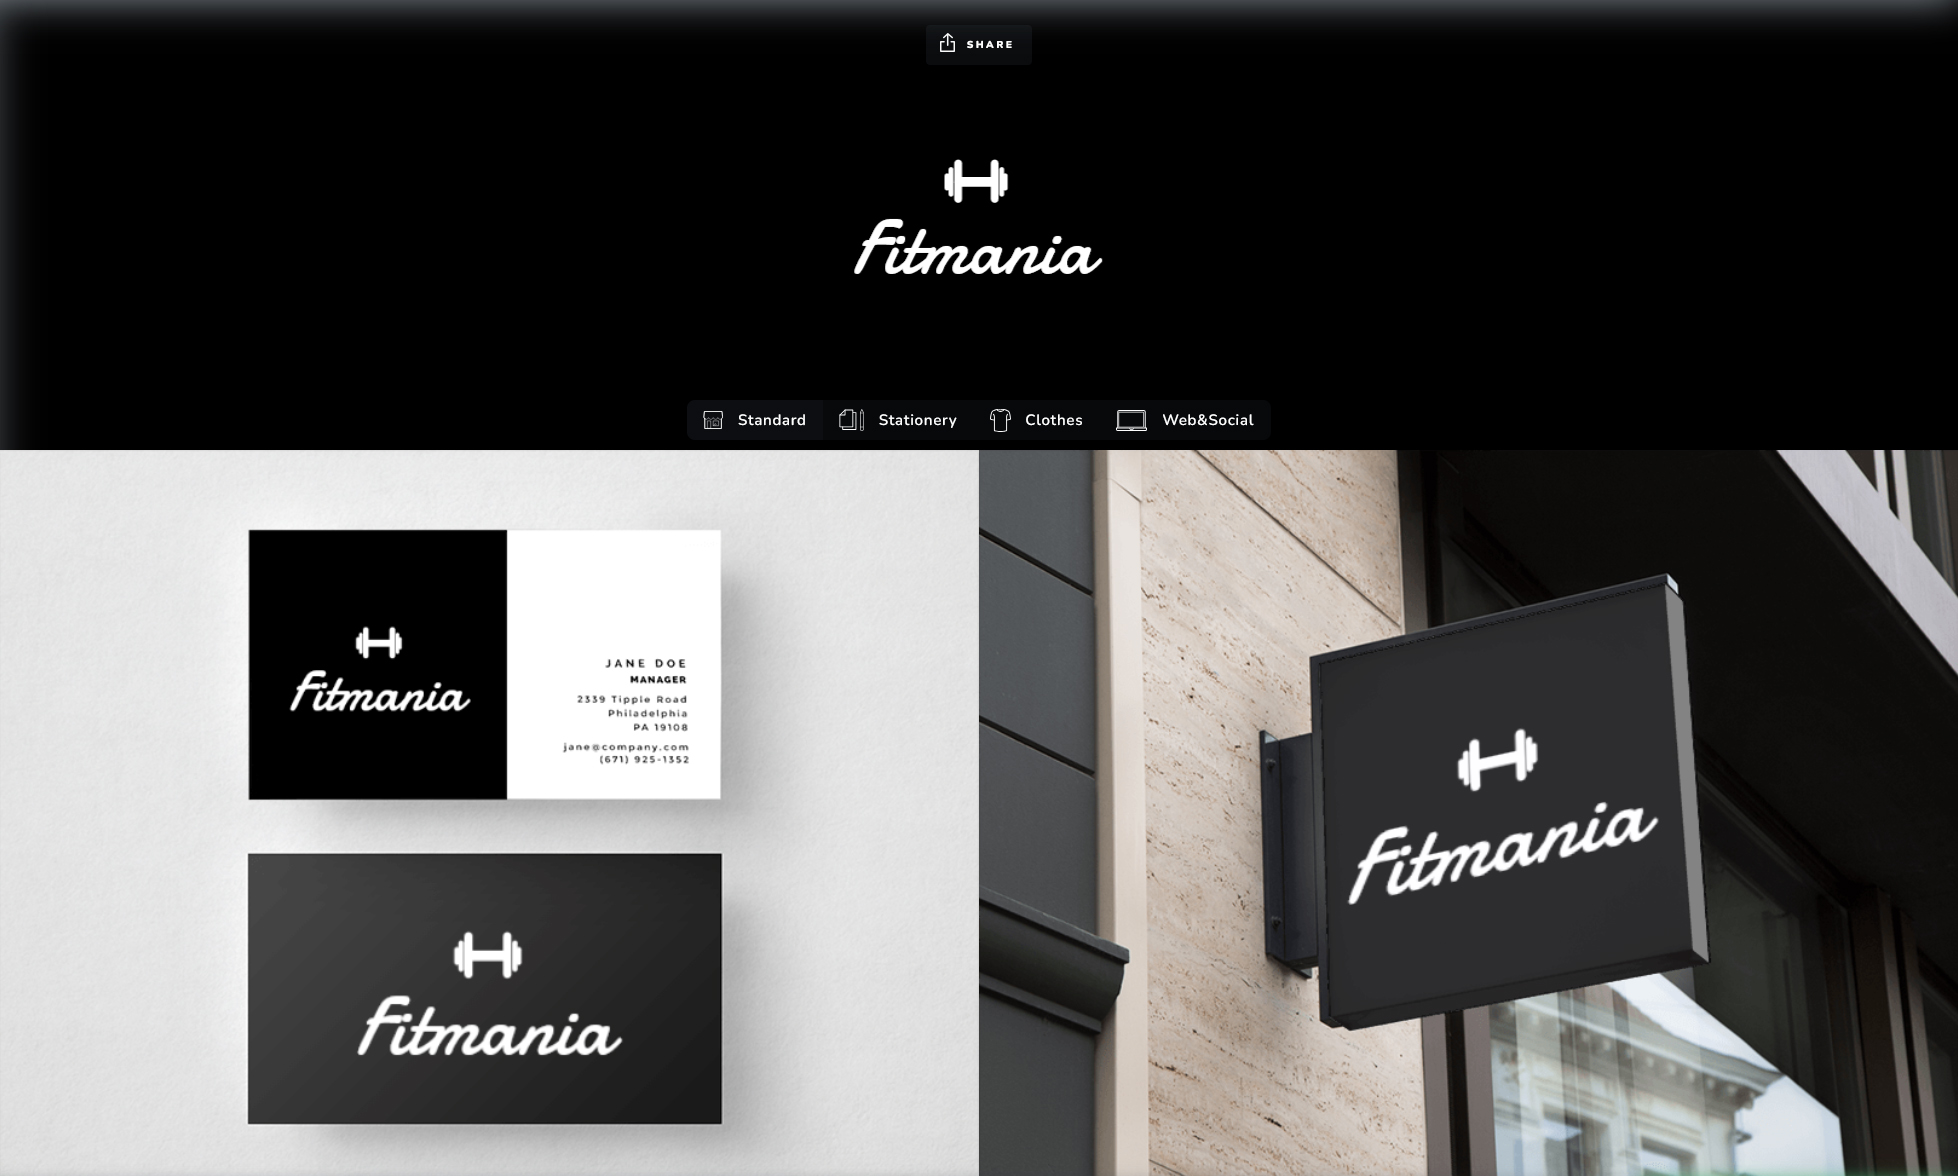 SHARE
Fitmania
Standard
Stationery
Clothes
Web&Social
Fitmania
JANE DOE
MANAGER
2339 Tipple Road
Philadelphia
PA 19108
jane@company.com
(671) 925-1352
Fitmania
Fitmania